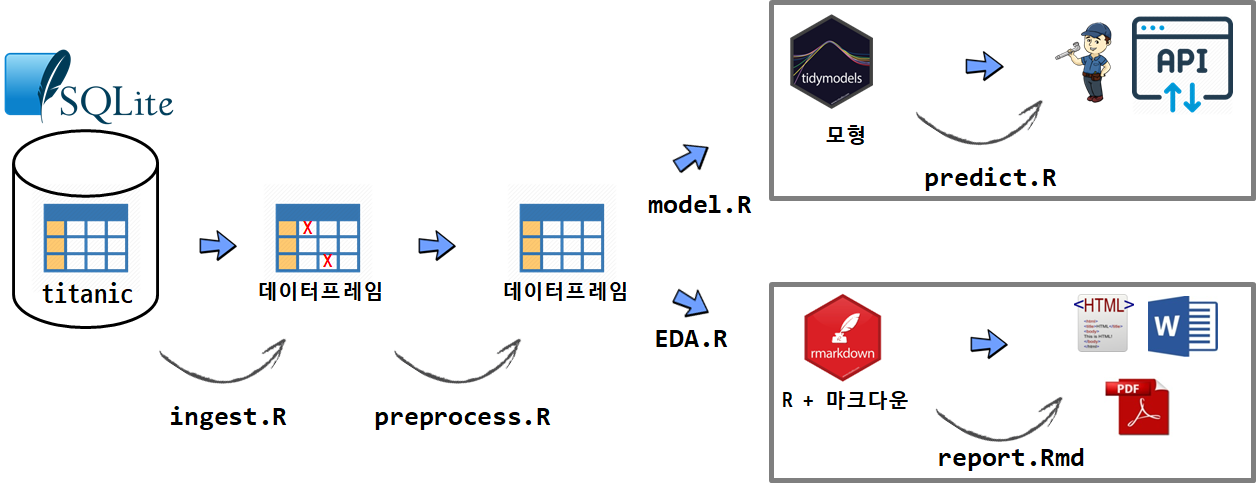 SQLite
titanic
X
X
데이터프레임
ingest.R
데이터프레임
preprocess.R
model.R
EDA.R
tidymodels
모형
API
predict.R
rmarkdown
R + 마크다운
<HTML>
W
PDF
report.Rmd